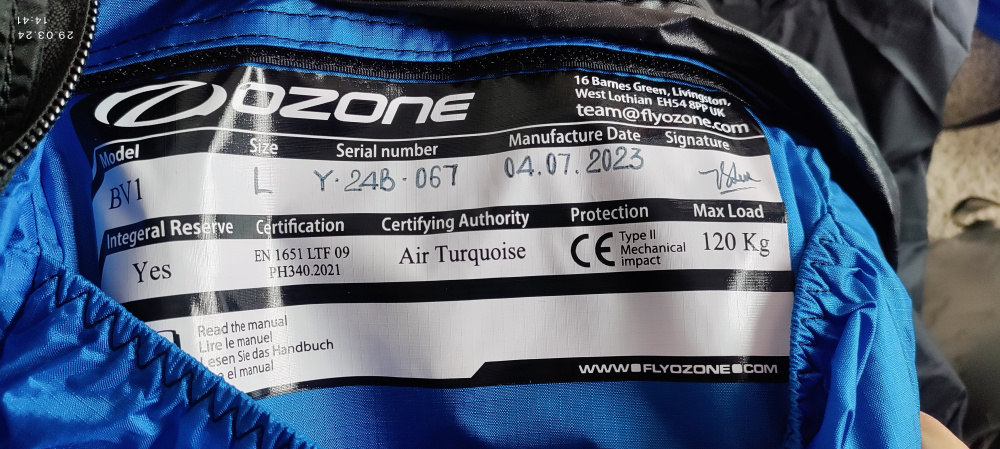 29.03.24
14:41
OZONE
16 Barnes Green, Livingston,
West Lothian EH54 8PP UK
team@flyozone.com
Model Size Serial number Manufacture Date Signature
BV1 L Y·24B·067 04.07.2023
Integeral Reserve Certification Certifying Authority Protection Max Load
Yes EN 1651 LTF 09 Air Turquoise CE Type II 120 Kg
PH340.2021 Mechanical
impact
Read the manual
Lire le manuel
Lesen Sie das Handbuch
el manual
WWW.FLYOZONE.COM